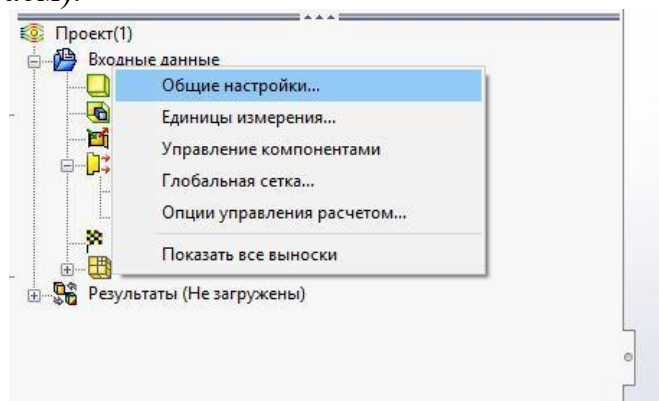 Проект(1)
Входные данные
Общие настройки...
Единицы измерения...
Управление компонентами
Глобальная сетка...
Опции управления расчетом...
Показать все выноски
Результаты (Не загружены)